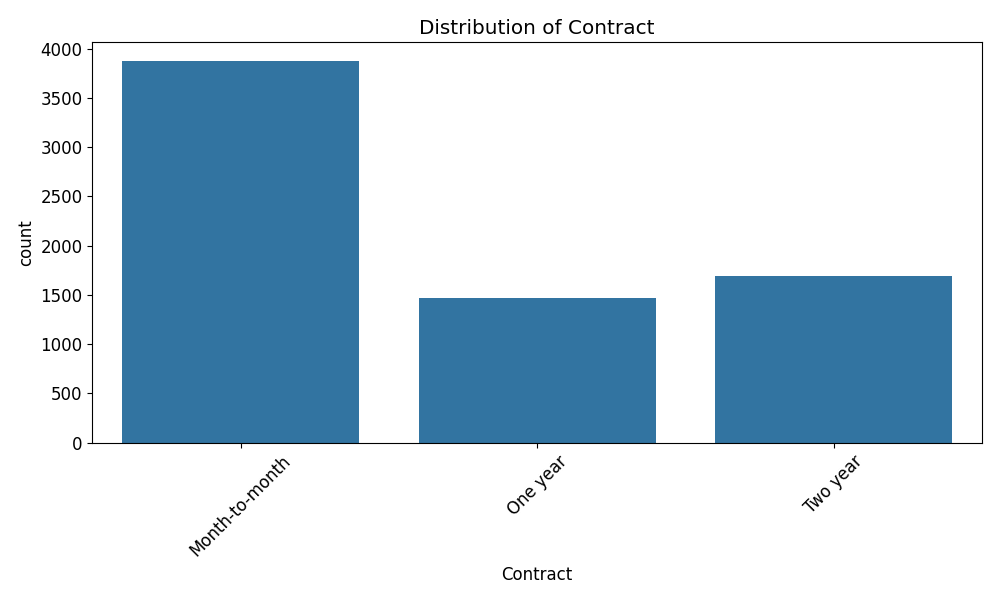 Distribution of Contract
4000
3500
3000
2500
2000
1500
1000
500
0
count
Month-to-month
One year
Two year
Contract